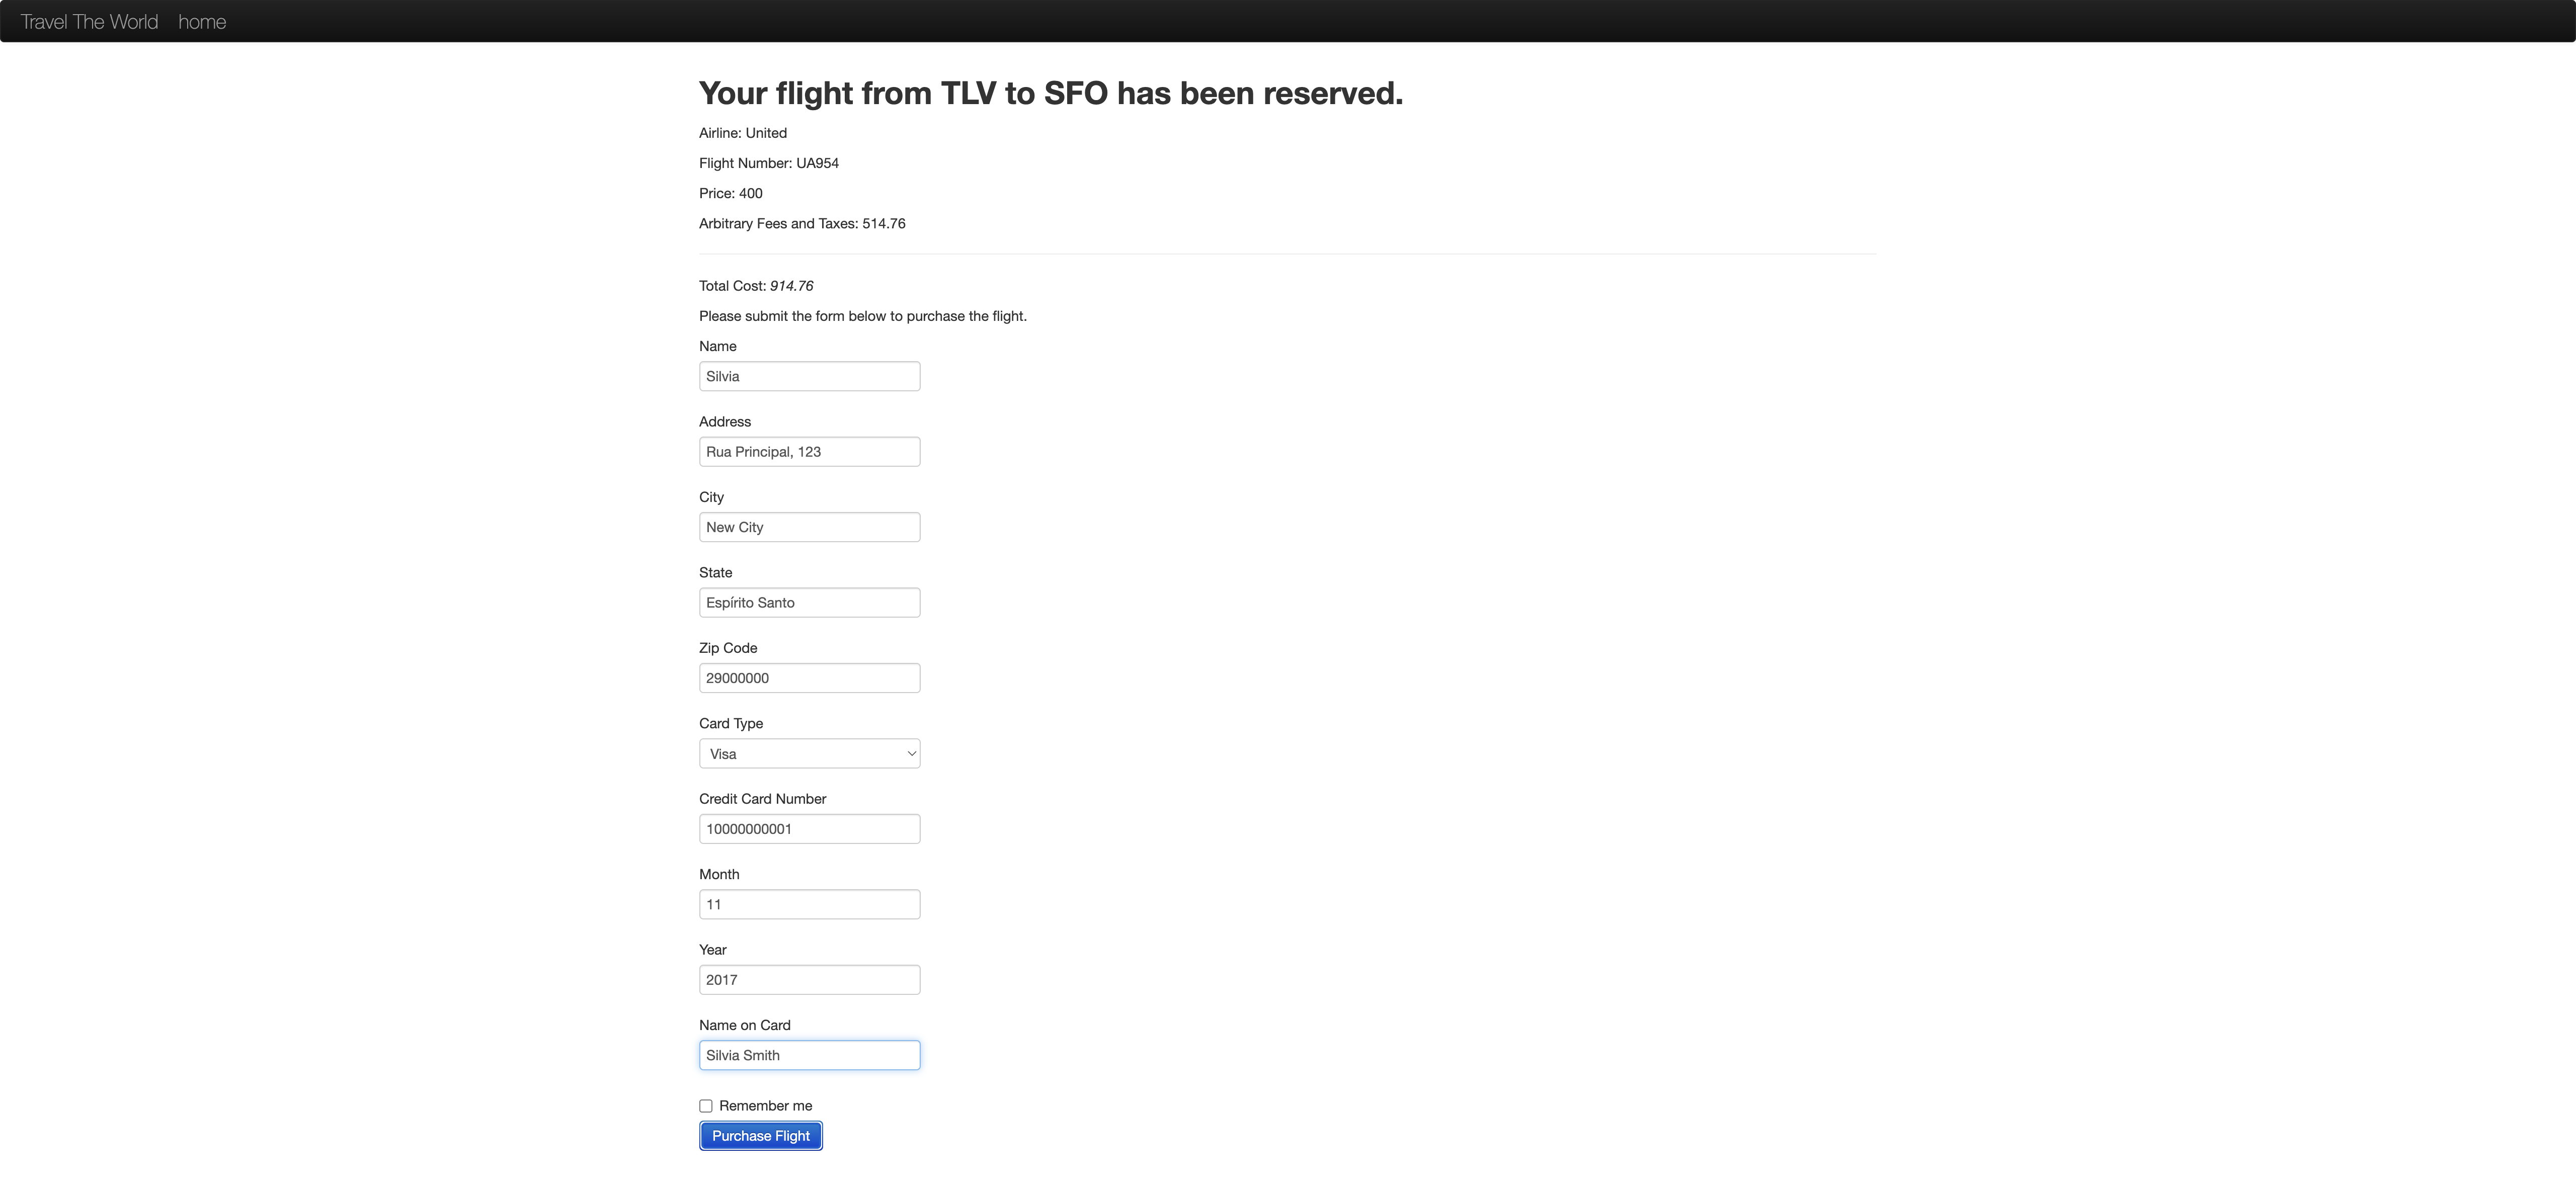 Travel The World home
Your flight from TLV to SFO has been reserved.
Airline: United
Flight Number: UA954
Price: 400
Arbitrary Fees and Taxes: 514.76
Total Cost: 914.76
Please submit the form below to purchase the flight.
Name
Silvia
Address
Rua Principal, 123
City
New City
State
Espírito Santo
Zip Code
29000000
Card Type
Visa
Credit Card Number
10000000001
Month
11
Year
2017
Name on Card
Silvia Smith
Remember me
Purchase Flight